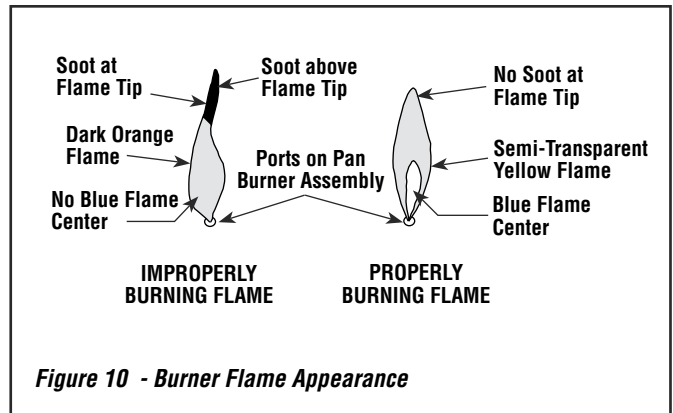 Soot at
Flame Tip
Soot above
Flame Tip
Dark Orange
Flame
No Blue Flame
Center
Ports on Pan
Burner Assembly
No Soot at
Flame Tip
Semi-Transparent
Yellow Flame
Blue Flame
Center
IMPROPERLY
BURNING FLAME
PROPERLY
BURNING FLAME
Figure 10 - Burner Flame Appearance